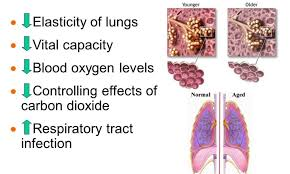 Elasticity of lungs
Vital capacity
Blood oxygen levels
Controlling effects of
carbon dioxide
Respiratory tract
infection
Younger
Older
Normal
Aged